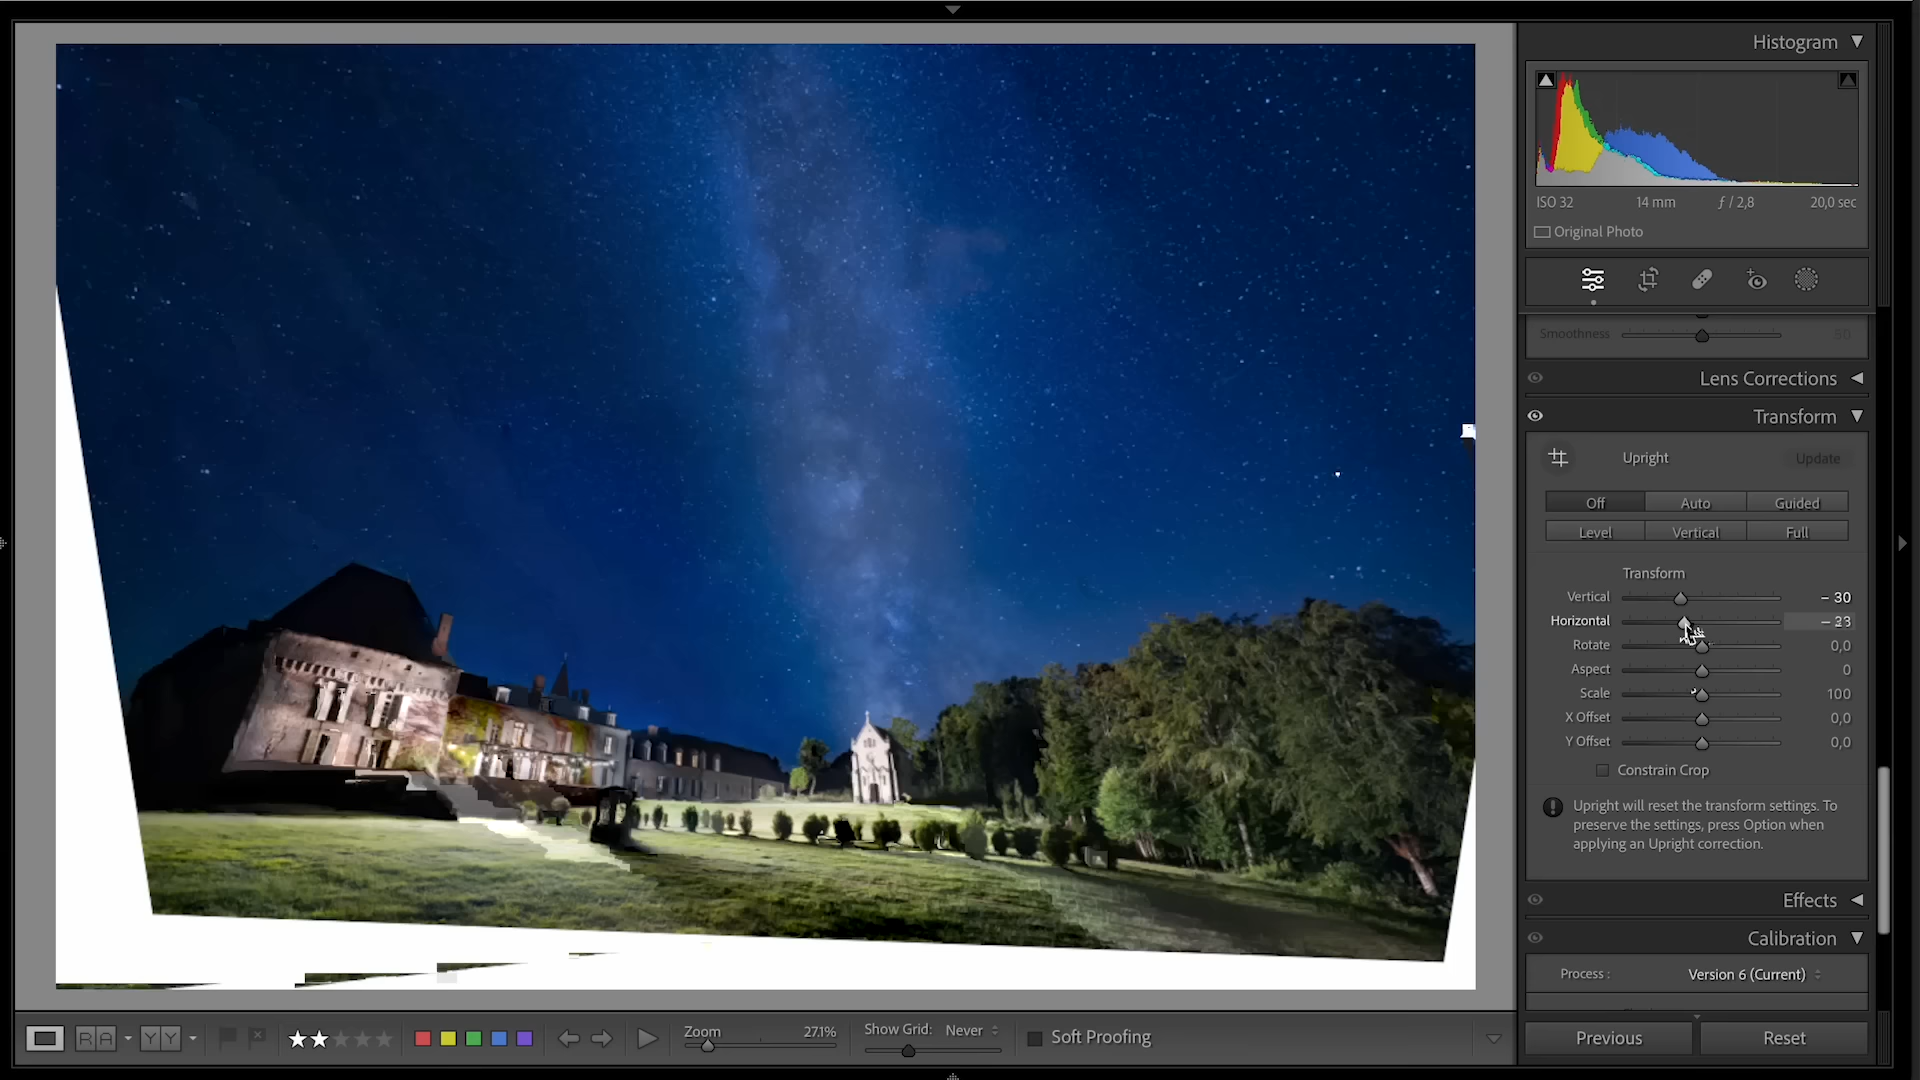 Histogram
ISO 32 14 mm ƒ / 2,8 20,0 sec
Original Photo
Smoothness 50
Lens Corrections
Transform
Upright Update
Off Auto Guided
Level Vertical Full
Transform
Vertical – 30
Horizontal – 23
Rotate 0,0
Aspect 0
Scale 100
X Offset 0,0
Y Offset 0,0
Constrain Crop
Upright will reset the transform settings. To
preserve the settings, press Option when
applying an Upright correction.
Effects
Calibration
Process : Version 6 (Current)
R A Y Y Zoom 27.1% Show Grid: Never Soft Proofing
Previous Reset